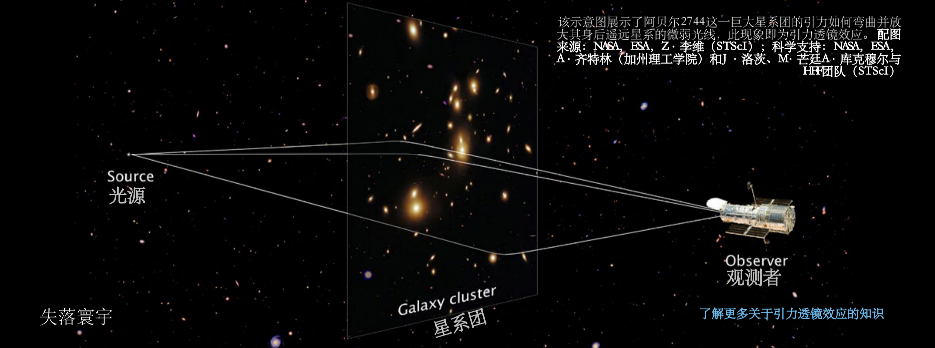 该示意图展示了阿贝尔2744这一巨大星系团的引力如何弯曲并放
大其身后遥远星系的微弱光线，此现象即为引力透镜效应。配图
来源：NASA，ESA，Z·李维（STScI）；科学支持：NASA，ESA，
A·齐特林（加州理工学院）和J·洛茨、M·芒廷A·库克穆尔与
HFF团队（STScI）
Source
光源
Observer
观测者
Galaxy cluster
星系团
失落寰宇
了解更多关于引力透镜效应的知识